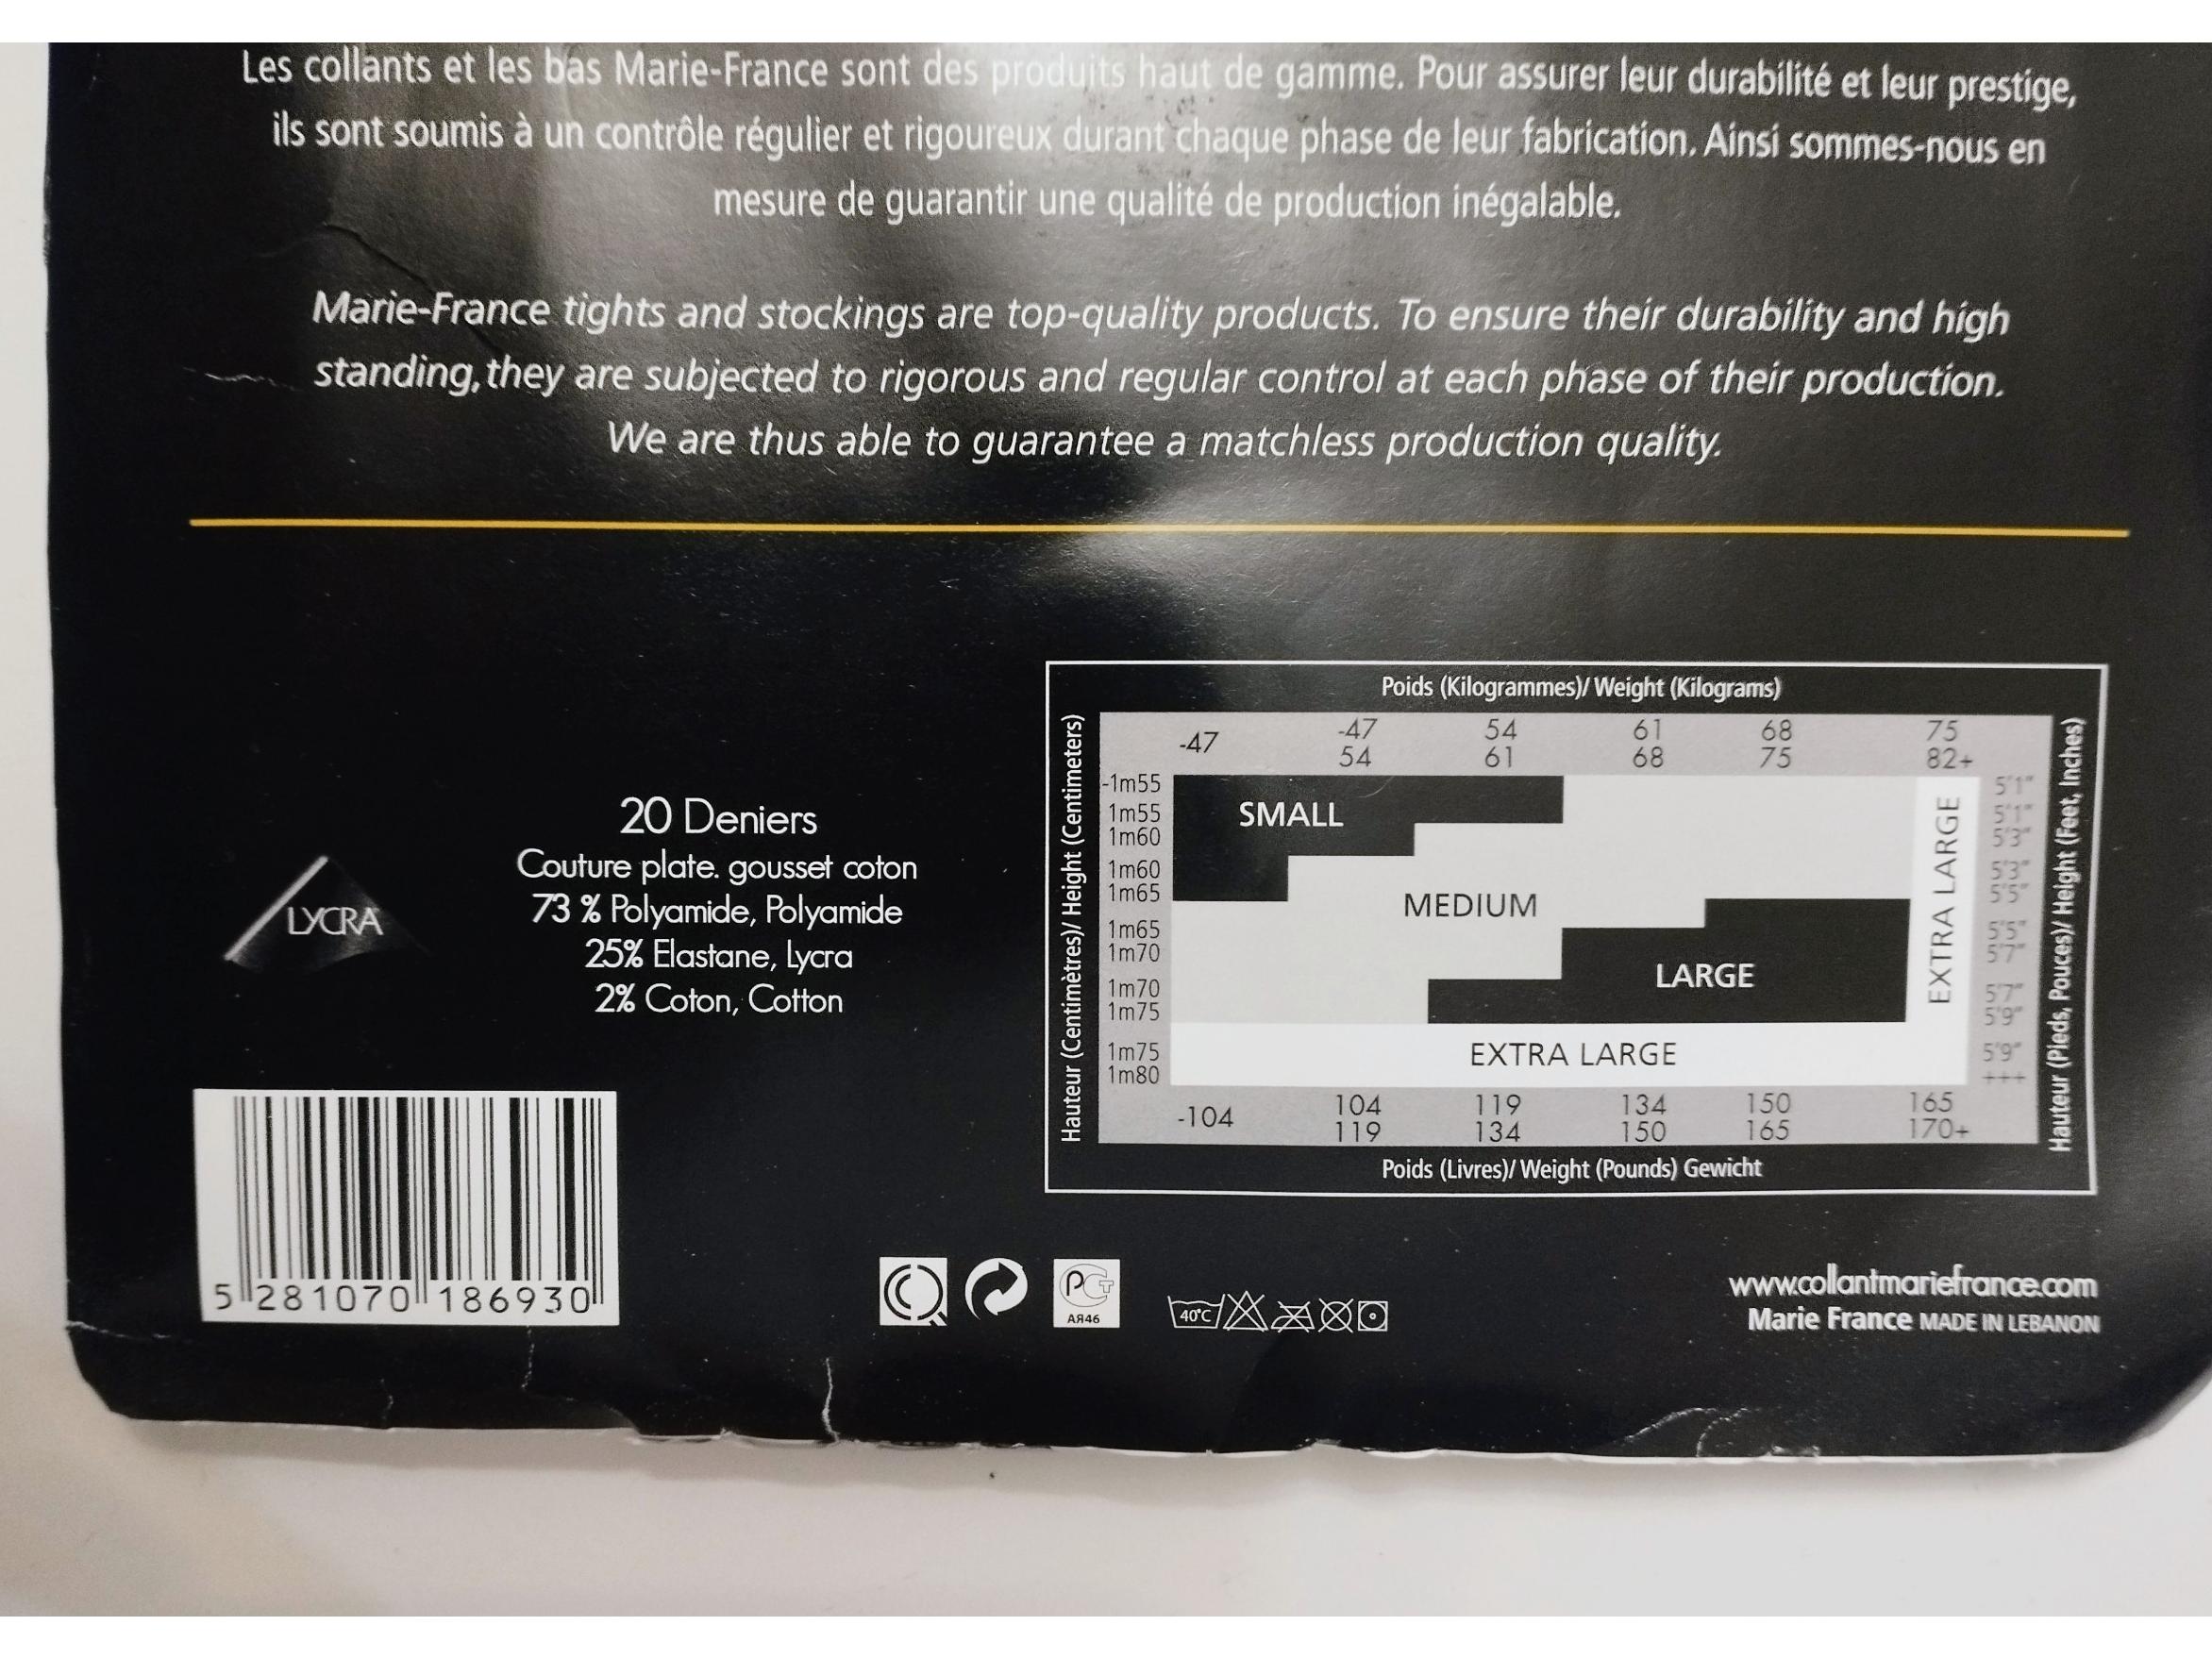 Les collants et les bas Marie-France sont des produits haut de gamme. Pour assurer leur durabilité et leur prestige,
ils sont soumis à un contrôle régulier et rigoureux durant chaque phase de leur fabrication. Ainsi sommes-nous en
mesure de guarantir une qualité de production inégalable.
Marie-France tights and stockings are top-quality products. To ensure their durability and high
standing, they are subjected to rigorous and regular control at each phase of their production.
We are thus able to guarantee a matchless production quality.
LYCRA
20 Deniers
Couture plate. gousset coton
73 % Polyamide, Polyamide
25% Elastane, Lycra
2% Coton, Cotton
5 281070 186930
Poids (Kilogrammes)/ Weight (Kilograms)
Hauteur (Centimètres)/ Height (Centimeters)
-47 -47 54 61 68 75
54 61 68 75 82+
-1m55 5'1"
1m55 5'1"
1m60 5'3"
1m60 5'3"
1m65 5'5"
1m65 5'5"
1m70 5'7"
1m70 5'7"
1m75 5'9"
1m75 5'9"
1m80 +++
SMALL
MEDIUM
LARGE
EXTRA LARGE
EXTRA LARGE
-104 104 119 134 150 165
119 134 150 165 170+
Hauteur (Pieds, Pouces)/ Height (Feet, Inches)
Poids (Livres)/ Weight (Pounds) Gewicht
РСТ
АЯ46
40°C
www.collantmariefrance.com
Marie France MADE IN LEBANON